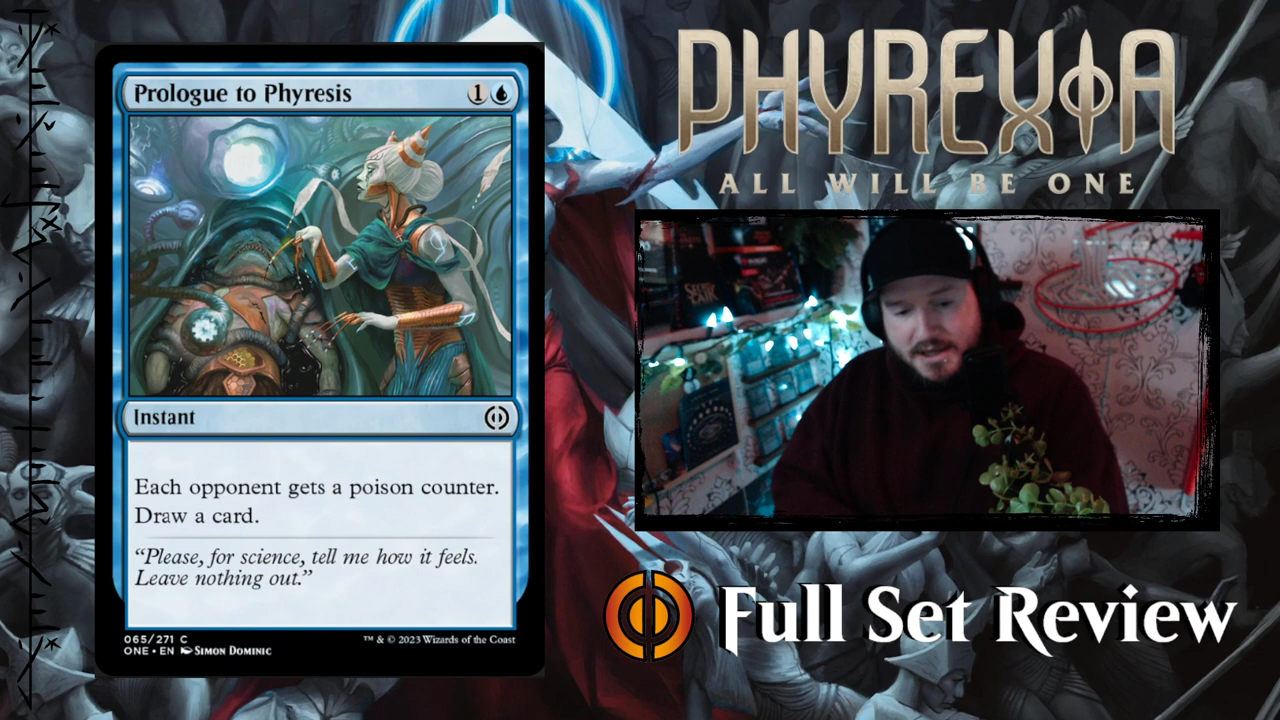 Prologue to Phyresis 1
Instant
Each opponent gets a poison counter.
Draw a card.
“Please, for science, tell me how it feels.
Leave nothing out.”
065/271 C
ONE • EN Simon Dominic
™ & © 2023 Wizards of the Coast
PHYREXIA
ALL WILL BE ONE
Full Set Review